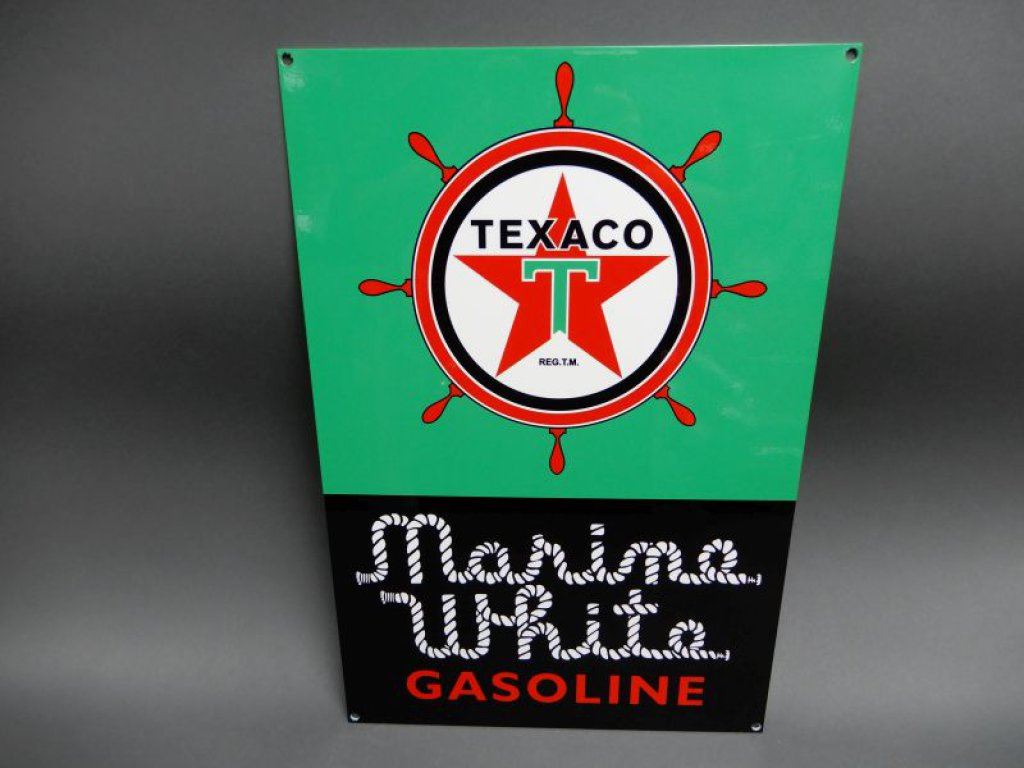 TEXACO
T
REG.T.M.
Marine
White
GASOLINE